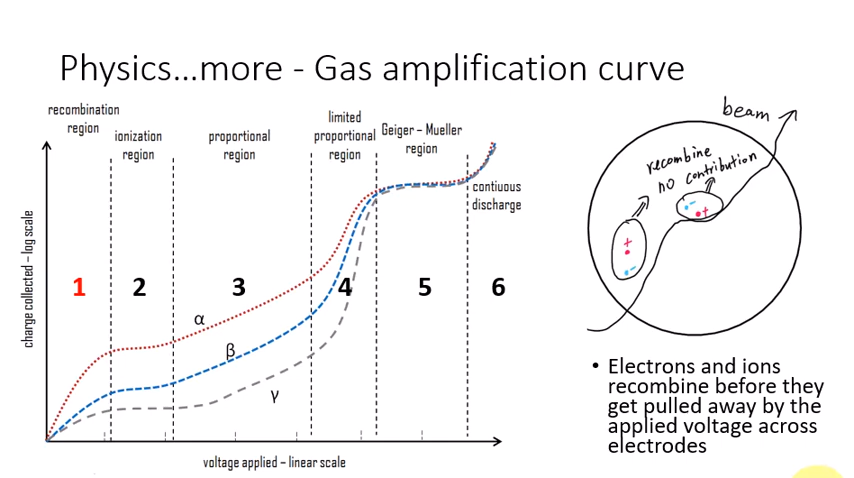 Physics...more - Gas amplification curve
recombination
region
ionization
region
proportional
region
limited
proportional
region
Geiger – Mueller
region
contiuous
discharge
1
2
3
4
5
6
α
β
γ
charge collected – log scale
voltage applied – linear scale
beam
recombine
no contribution
+
-
-
+
• Electrons and ions
recombine before they
get pulled away by the
applied voltage across
electrodes